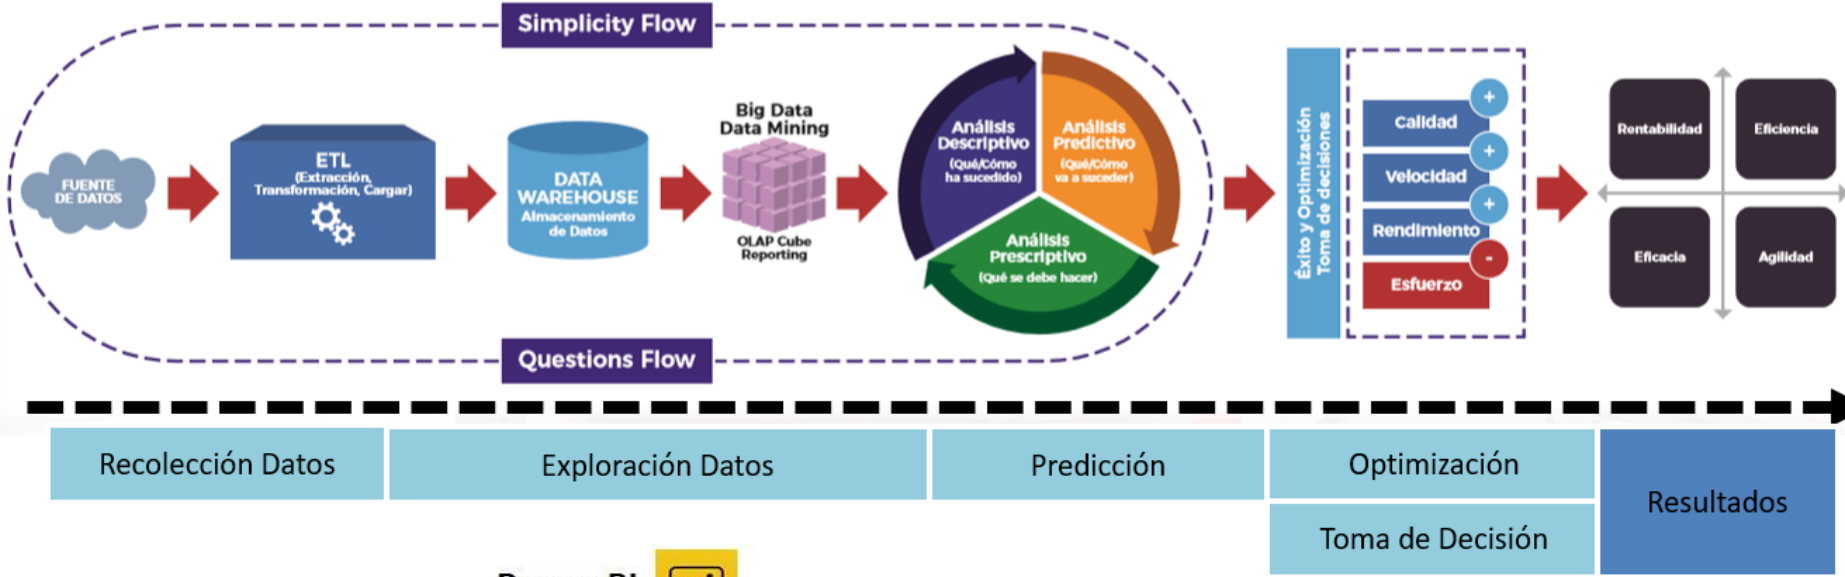 Simplicity Flow
FUENTE
DE DATOS
ETL
(Extracción,
Transformación, Cargar)
DATA
WAREHOUSE
Almacenamiento
de Datos
Big Data
Data Mining
OLAP Cube
Reporting
Análisis
Descriptivo
(Qué/Cómo
ha sucedido)
Análisis
Predictivo
(Qué/Cómo
va a suceder)
Análisis
Prescriptivo
(Qué se debe hacer)
Éxito y Optimización
Toma de decisiones
+
Calidad
+
Velocidad
+
Rendimiento
-
Esfuerzo
Rentabilidad
Eficiencia
Eficacia
Agilidad
Questions Flow
Recolección Datos
Exploración Datos
Predicción
Optimización
Toma de Decisión
Resultados